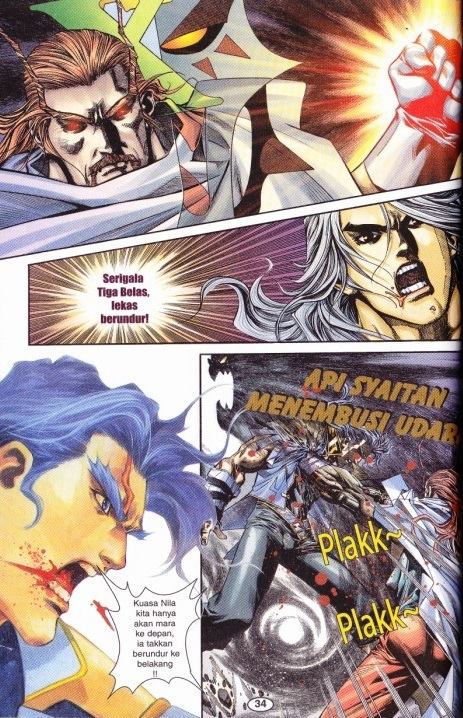 Serigala
Tiga Belas,
lekas
berundur!
API SYAITAN
MENEMBUSI UDARA
Plakk~
Plakk~
Kuasa Nila
kita hanya
akan mara
ke depan,
ia takkan
berundur ke
belakang
!!
34